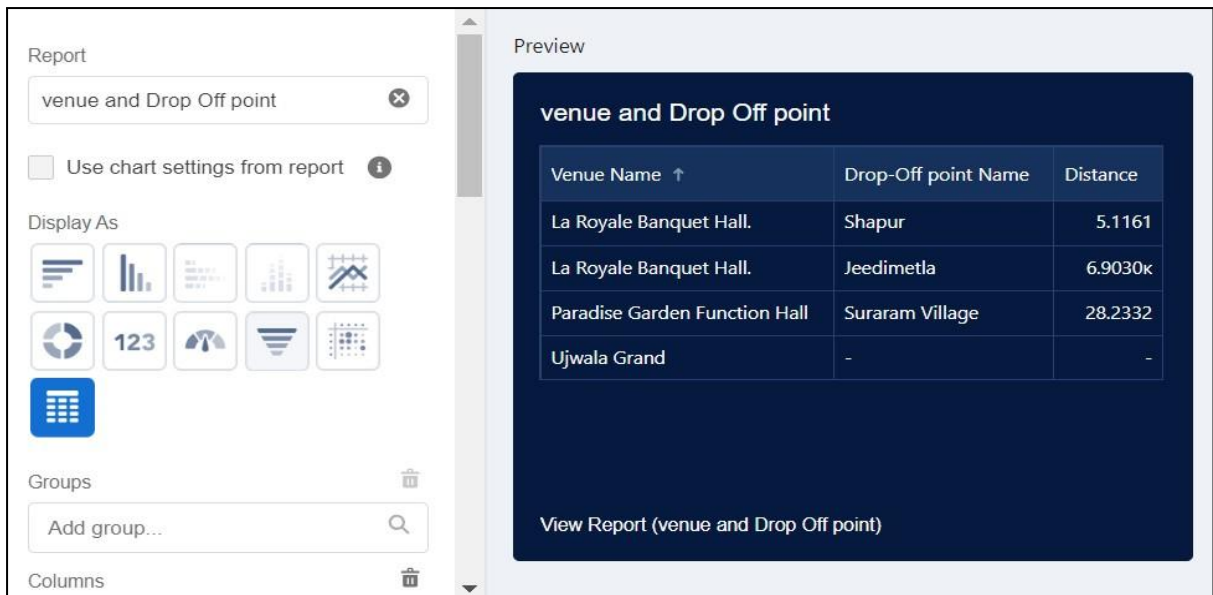 Report
venue and Drop Off point
Use chart settings from report
Display As
123
Groups
Add group...
Columns
Preview
venue and Drop Off point
Venue Name ↑ Drop-Off point Name Distance
La Royale Banquet Hall. Shapur 5.1161
La Royale Banquet Hall. Jeedimetla 6.9030ĸ
Paradise Garden Function Hall Suraram Village 28.2332
Ujwala Grand - -
View Report (venue and Drop Off point)